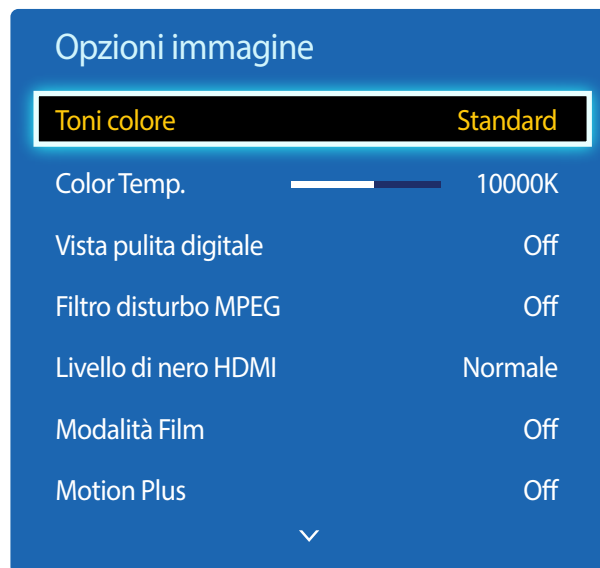 Opzioni immagine
Toni colore Standard
Color Temp. 10000K
Vista pulita digitale Off
Filtro disturbo MPEG Off
Livello di nero HDMI Normale
Modalità Film Off
Motion Plus Off